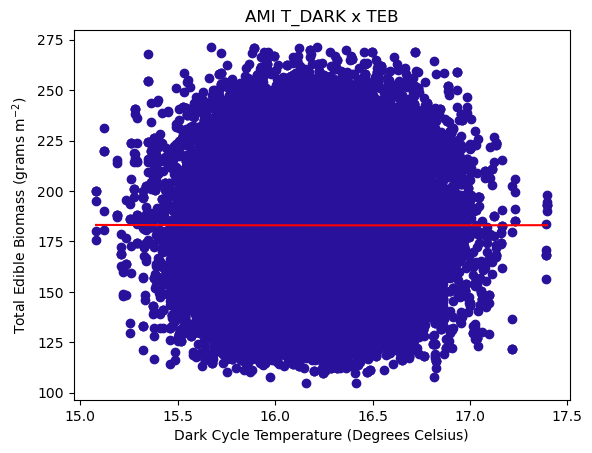 AMI T_DARK x TEB
Total Edible Biomass (grams m⁻²)
275
250
225
200
175
150
125
100
15.0 15.5 16.0 16.5 17.0 17.5
Dark Cycle Temperature (Degrees Celsius)